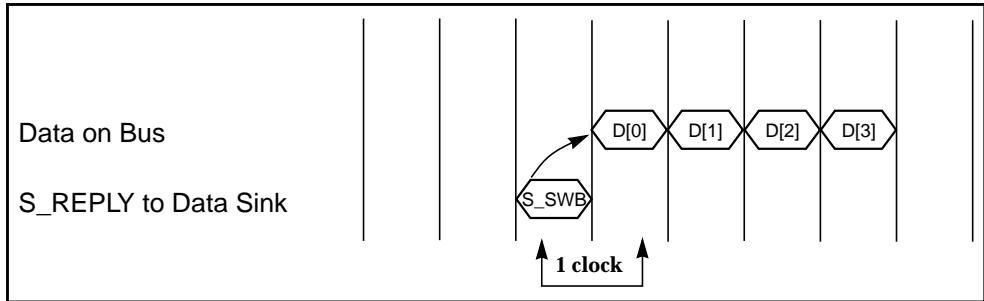 Data on Bus D[0] D[1] D[2] D[3]
S_REPLY to Data Sink S_SWB
1 clock